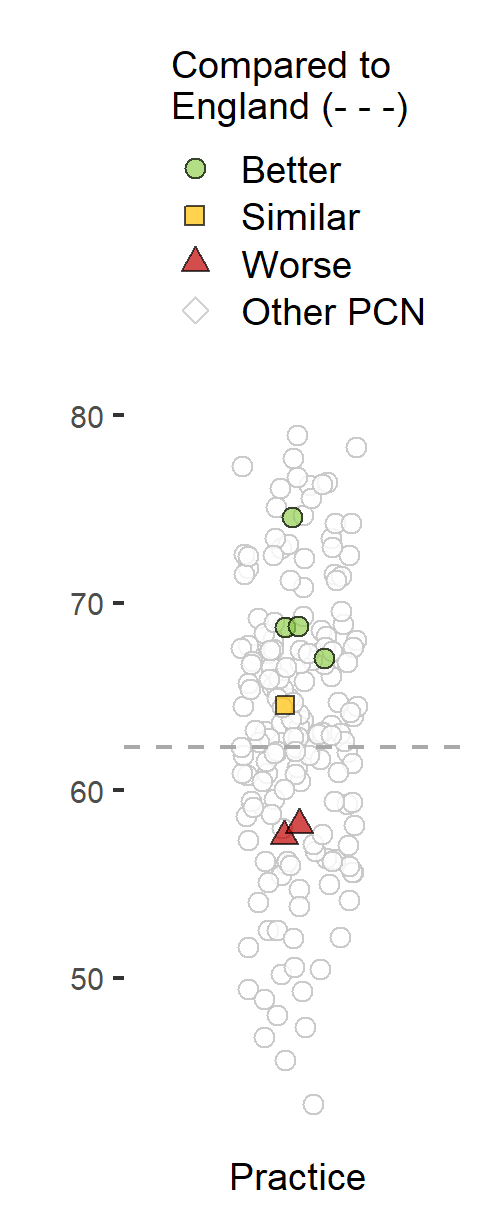 Compared to
England (- - -)
Better
Similar
Worse
Other PCN
80
70
60
50
Practice